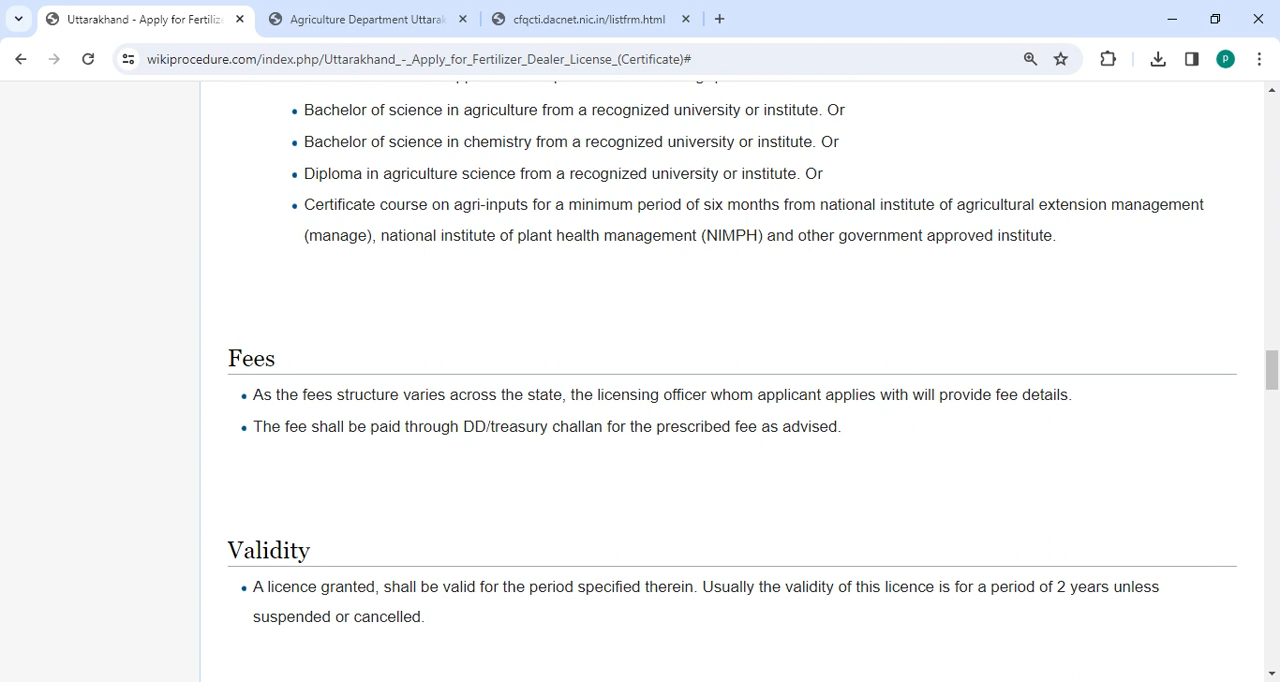 Uttarakhand - Apply for Fertiliz
Agriculture Department Uttarak
cfqcti.dacnet.nic.in/listfrm.html
wikiprocedure.com/index.php/Uttarakhand_-_Apply_for_Fertilizer_Dealer_License_(Certificate)#
P
Bachelor of science in agriculture from a recognized university or institute. Or
Bachelor of science in chemistry from a recognized university or institute. Or
Diploma in agriculture science from a recognized university or institute. Or
Certificate course on agri-inputs for a minimum period of six months from national institute of agricultural extension management
(manage), national institute of plant health management (NIMPH) and other government approved institute.
Fees
As the fees structure varies across the state, the licensing officer whom applicant applies with will provide fee details.
The fee shall be paid through DD/treasury challan for the prescribed fee as advised.
Validity
A licence granted, shall be valid for the period specified therein. Usually the validity of this licence is for a period of 2 years unless
suspended or cancelled.